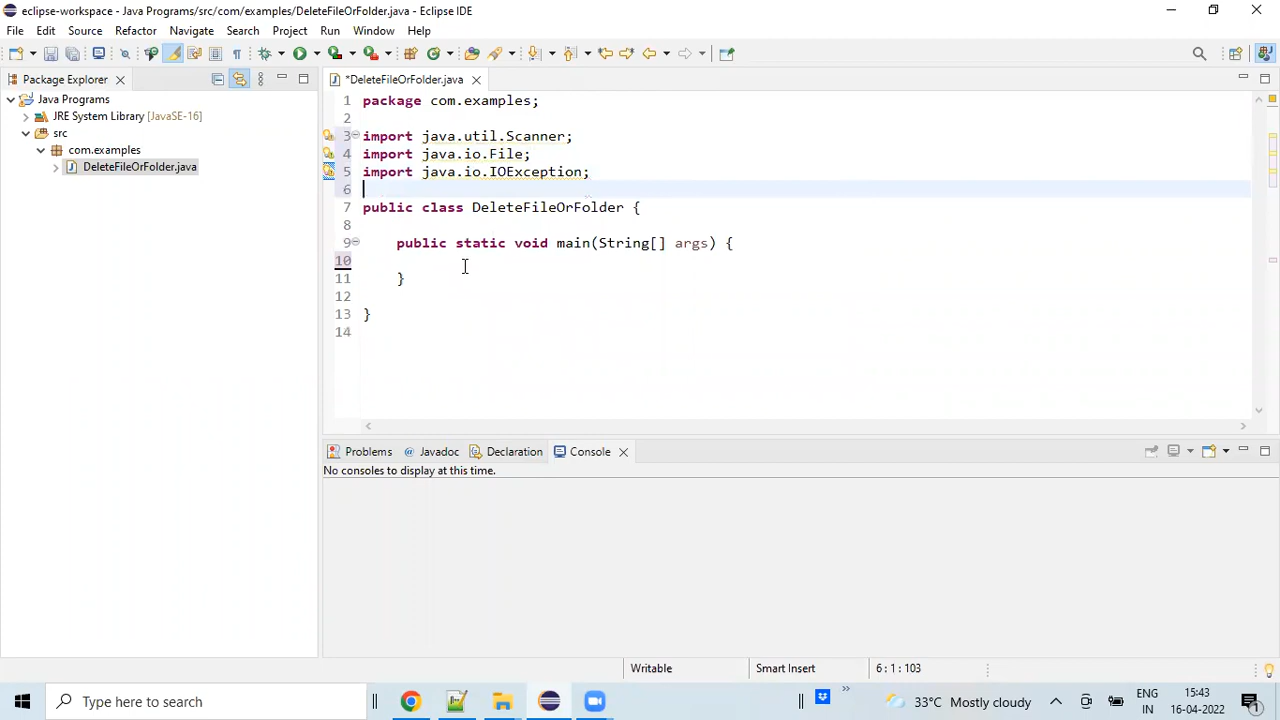 eclipse-workspace - Java Programs/src/com/examples/DeleteFileOrFolder.java - Eclipse IDE
File Edit Source Refactor Navigate Search Project Run Window Help
Package Explorer
Java Programs
JRE System Library [JavaSE-16]
src
com.examples
DeleteFileOrFolder.java
*DeleteFileOrFolder.java
1 package com.examples;
2
3 import java.util.Scanner;
4 import java.io.File;
5 import java.io.IOException;
6
7 public class DeleteFileOrFolder {
8
9 public static void main(String[] args) {
10
11 }
12
13 }
14
Problems @ Javadoc Declaration Console
No consoles to display at this time.
Writable Smart Insert 6 : 1 : 103
Type here to search
33°C Mostly cloudy
ENG
IN
15:43
16-04-2022
1